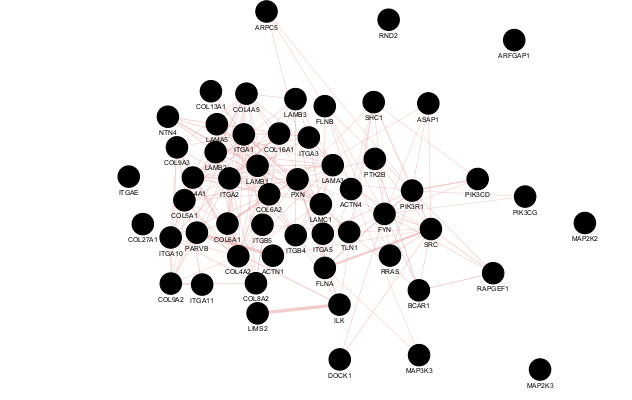 ARPC5
RND2
ARFGAP1
COL13A1
COL4A5
LAMB3
FLNB
SHC1
ASAP1
NTN4
LAMA5
ITGA1
COL16A1
ITGA3
COL9A3
LAMB2
LAMB1
LAMA3
PTK2B
ITGAE
4A1
ITGA2
PXN
ACTN4
PIK3R1
PIK3CD
PIK3CG
COL5A1
COL6A2
LAMC1
FYN
MAP2K2
COL27A1
ITGA10
PARVB
COL6A1
ITGB5
ITGB4
ITGA5
TLN1
SRC
COL4A2
ACTN1
FLNA
RRAS
RAPGEF1
COL9A2
ITGA11
COL8A2
BCAR1
LIMS2
ILK
DOCK1
MAP3K3
MAP2K3